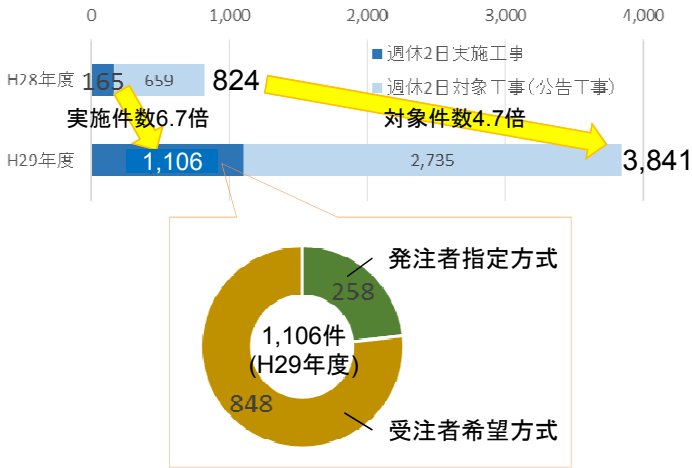 0
1,000
2,000
3,000
4,000
週休2日実施工事
週休2日対象工事(公告工事)
H28年度
165
659
824
実施件数6.7倍
対象件数4.7倍
H29年度
1,106
2,735
3,841
発注者指定方式
258
1,106件
(H29年度)
848
受注者希望方式